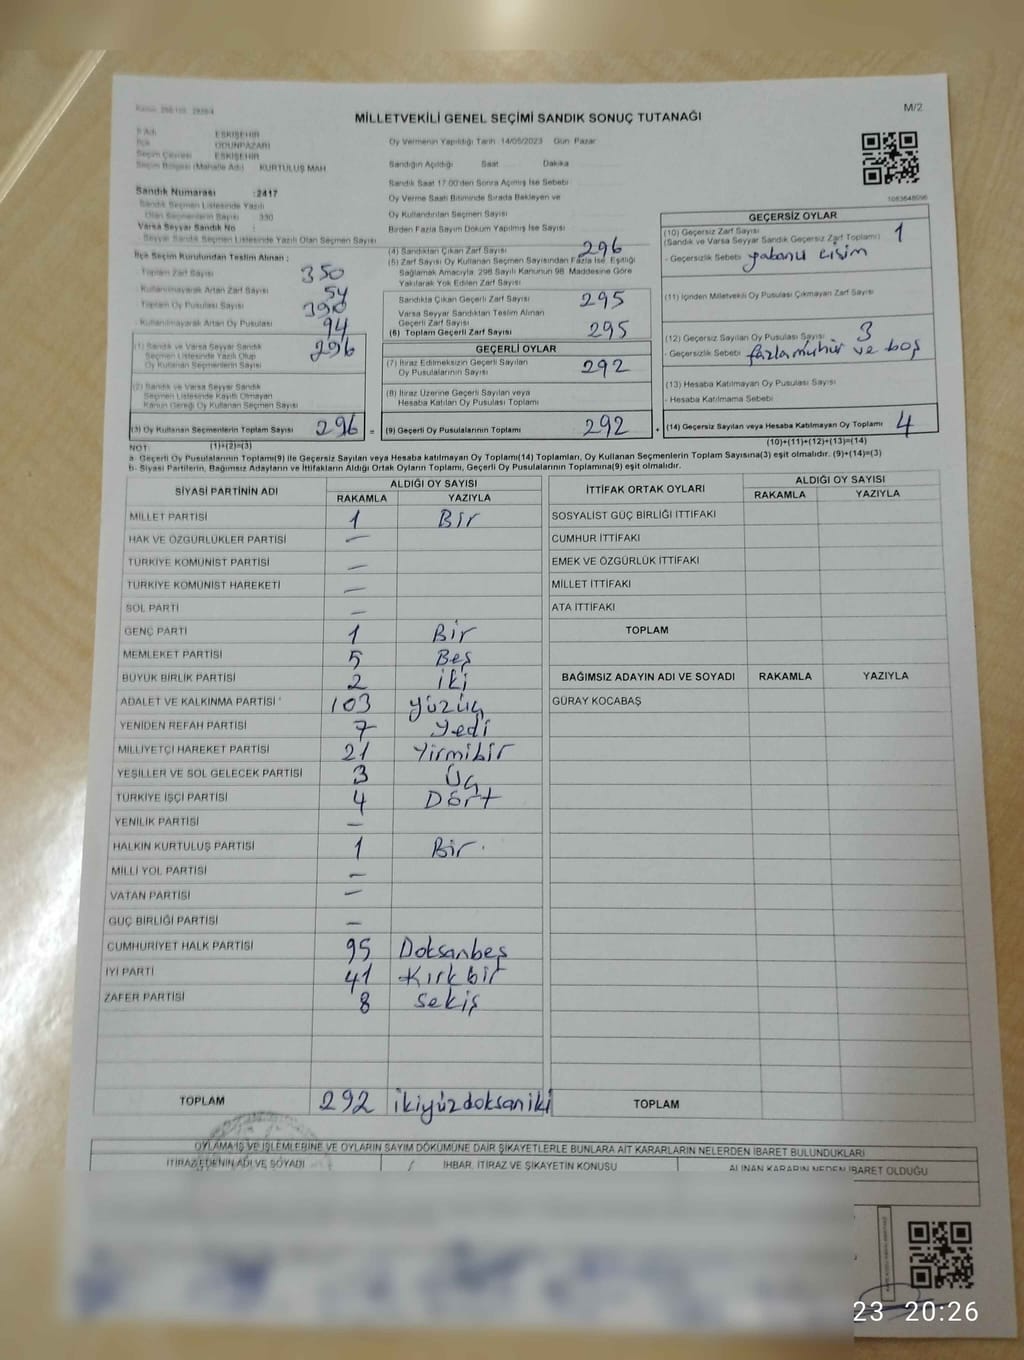 M/2
MİLLETVEKİLİ GENEL SEÇİMİ SANDIK SONUÇ TUTANAĞI
İl Adı ESKİŞEHİR
İlçe ODUNPAZARI
Seçim Çevresi ESKİŞEHİR
Seçim Bölgesi (Mahalle Adı) KURTULUŞ MAH
Sandık Numarası :2417
Sandık Seçmen Listesinde Yazılı
Olan Seçmenlerin Sayısı 330
Varsa Seyyar Sandık No :
Seyyar Sandık Seçmen Listesinde Yazılı Olan Seçmen Sayısı
İlçe Seçim Kurulundan Teslim Alınan :
Toplam Zarf Sayısı 350
Kullanılmayarak Artan Zarf Sayısı 54
Toplam Oy Pusulası Sayısı 390
Kullanılmayarak Artan Oy Pusulası 94
(1) Sandık ve Varsa Seyyar Sandık
Seçmen Listesinde Yazılı Olup
Oy Kullanan Seçmenlerin Sayısı 296
(2) Sandık ve Varsa Seyyar Sandık
Seçmen Listesinde Kayıtlı Olmayan
Kanun Gereği Oy Kullanan Seçmen Sayısı
(3) Oy Kullanan Seçmenlerin Toplam Sayısı 296 =
(1)+(2)=(3)
Oy Vermenin Yapıldığı Tarih 14/05/2023 Gün Pazar
Sandığın Açıldığı Saat Dakika
Sandık Saat 17.00'den Sonra Açılmış İse Sebebi
Oy Verme Saati Bitiminde Sırada Bekleyen ve
Oy Kullandırılan Seçmen Sayısı
Birden Fazla Sayım Döküm Yapılmış İse Sayısı
(4) Sandıktan Çıkan Zarf Sayısı 296
(5) Zarf Sayısı Oy Kullanan Seçmen Sayısından Fazla İse, Eşitliği
Sağlamak Amacıyla, 298 Sayılı Kanunun 98. Maddesine Göre
Yakılarak Yok Edilen Zarf Sayısı
Sandıkta Çıkan Geçerli Zarf Sayısı 295
Varsa Seyyar Sandıktan Teslim Alınan
Geçerli Zarf Sayısı
(6) Toplam Geçerli Zarf Sayısı 295
GEÇERLİ OYLAR
(7) İtiraz Edilmeksizin Geçerli Sayılan
Oy Pusulalarının Sayısı 292
(8) İtiraz Üzerine Geçerli Sayılan veya
Hesaba Katılan Oy Pusulası Toplamı
(9) Geçerli Oy Pusulalarının Toplamı 292 +
1083648096
GEÇERSİZ OYLAR
(10) Geçersiz Zarf Sayısı
(Sandık ve Varsa Seyyar Sandık Geçersiz Zarf Toplamı) 1
- Geçersizlik Sebebi yabancı cisim
(11) İçinden Milletvekili Oy Pusulası Çıkmayan Zarf Sayısı
(12) Geçersiz Sayılan Oy Pusulası Sayısı 3
- Geçersizlik Sebebi fazla mühür ve boş
(13) Hesaba Katılmayan Oy Pusulası Sayısı
- Hesaba Katılmama Sebebi
(14) Geçersiz Sayılan veya Hesaba Katılmayan Oy Toplamı 4
(10)+(11)+(12)+(13)=(14)
NOT:
a- Geçerli Oy Pusulaları Toplamı(9) ile Geçersiz Sayılan veya Hesaba katılmayan Oy Toplamı(14) Toplamları, Oy Kullanan Seçmenlerin Toplam Sayısına(3) eşit olmalıdır. (9)+(14)=(3)
b- Siyasi Partilerin, Bağımsız Adayların ve İttifakların Aldığı Ortak Oyların Toplamı, Geçerli Oy Pusulalarının Toplamına(9) eşit olmalıdır.
SİYASİ PARTİNİN ADI ALDIĞI OY SAYISI
RAKAMLA YAZIYLA
MİLLET PARTİSİ 1 Bir
HAK VE ÖZGÜRLÜKLER PARTİSİ —
TÜRKİYE KOMÜNİST PARTİSİ —
TÜRKİYE KOMÜNİST HAREKETİ —
SOL PARTİ —
GENÇ PARTİ 1 Bir
MEMLEKET PARTİSİ 5 Beş
BÜYÜK BİRLİK PARTİSİ 2 iki
ADALET VE KALKINMA PARTİSİ 103 yüzüç
YENİDEN REFAH PARTİSİ 7 yedi
MİLLİYETÇİ HAREKET PARTİSİ 21 Yirmibir
YEŞİLLER VE SOL GELECEK PARTİSİ 3 Üç
TÜRKİYE İŞÇİ PARTİSİ 4 Dört
YENİLİK PARTİSİ —
HALKIN KURTULUŞ PARTİSİ 1 Bir.
MİLLİ YOL PARTİSİ —
VATAN PARTİSİ —
GÜÇ BİRLİĞİ PARTİSİ —
CUMHURİYET HALK PARTİSİ 95 Doksanbeş
İYİ PARTİ 41 Kırkbir
ZAFER PARTİSİ 8 sekiş
TOPLAM 292 ikiyüzdoksaniki
İTTİFAK ORTAK OYLARI ALDIĞI OY SAYISI
RAKAMLA YAZIYLA
SOSYALİST GÜÇ BİRLİĞİ İTTİFAKI
CUMHUR İTTİFAKI
EMEK VE ÖZGÜRLÜK İTTİFAKI
MİLLET İTTİFAKI
ATA İTTİFAKI
TOPLAM
BAĞIMSIZ ADAYIN ADI VE SOYADI RAKAMLA YAZIYLA
GÜRAY KOCABAŞ
TOPLAM
OYLAMA İŞ VE İŞLEMLERİNE VE OYLARIN SAYIM DÖKÜMÜNE DAİR ŞİKAYETLERLE BUNLARA AİT KARARLARIN NELERDEN İBARET BULUNDUKLARI
İTİRAZ EDENİN ADI VE SOYADI İHBAR, İTİRAZ VE ŞİKAYETİN KONUSU ALINAN KARARIN NEDEN İBARET OLDUĞU
23 20:26